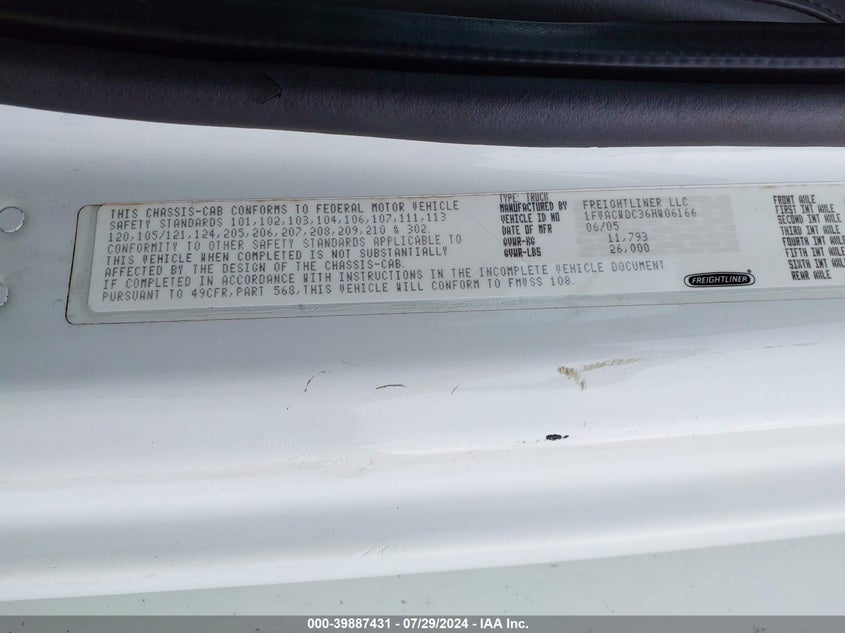 THIS CHASSIS-CAB CONFORMS TO FEDERAL MOTOR VEHICLE
SAFETY STANDARDS 101,102,103,104,106,107,111,113
120,105/121,124,205,206,207,208,209,210 & 302.
CONFORMITY TO OTHER SAFETY STANDARDS APPLICABLE TO
THIS VEHICLE WHEN COMPLETED IS NOT SUBSTANTIALLY
AFFECTED BY THE DESIGN OF THE CHASSIS-CAB.
IF COMPLETED IN ACCORDANCE WITH INSTRUCTIONS IN THE INCOMPLETE VEHICLE DOCUMENT
PURSUANT TO 49CFR,PART 568,THIS VEHICLE WILL CONFORM TO FMVSS 108.
TYPE: TRUCK
MANUFACTURED BY FREIGHTLINER LLC
VEHICLE ID NO 1FVACWDC36HW06166
DATE OF MFR 06/05
GVWR-KG 11,793
GVWR-LBS 26,000
FREIGHTLINER
FRONT AXLE
FIRST INT AXL
SECOND INT AX
THIRD INT AXL
FOURTH INT AX
FIFTH INT AXL
SIXTH INT AXL
REAR AXLE
000-39887431 - 07/29/2024 - IAA Inc.